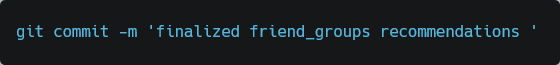 git commit -m 'finalized friend_groups recommendations '